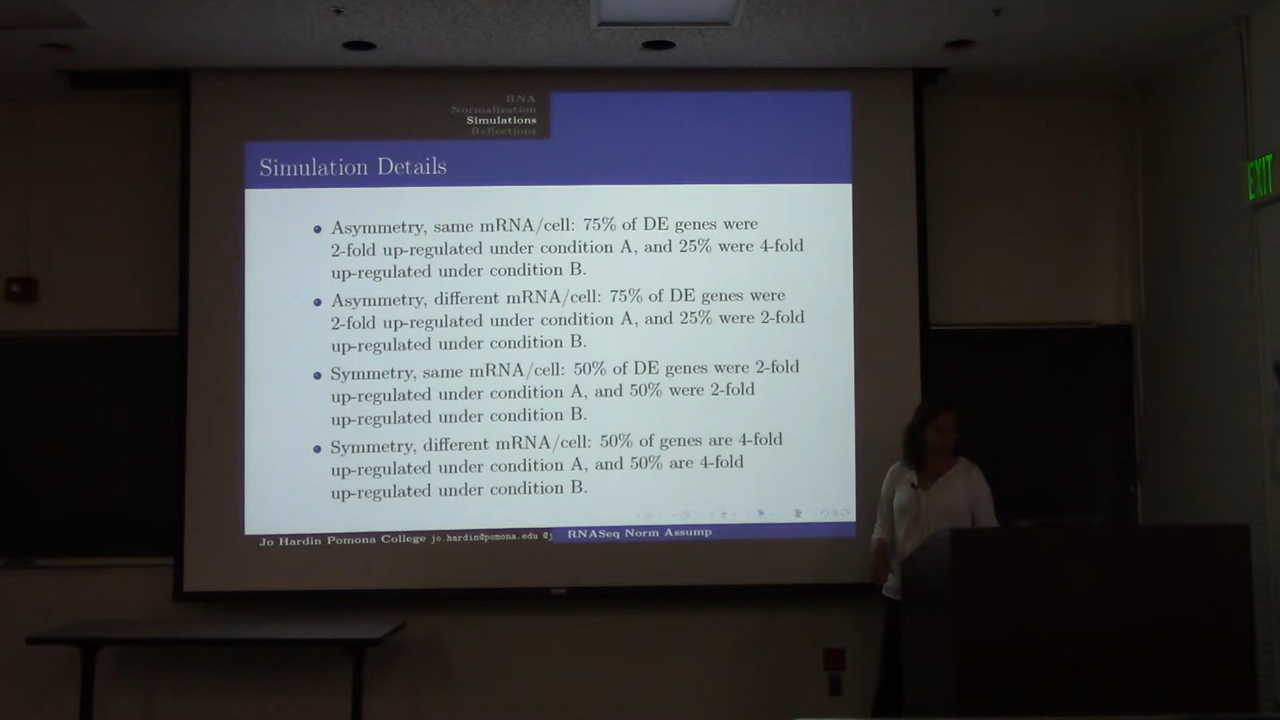 RNA
Normalization
Simulations
Reflections
Simulation Details
Asymmetry, same mRNA/cell: 75% of DE genes were
2-fold up-regulated under condition A, and 25% were 4-fold
up-regulated under condition B.
Asymmetry, different mRNA/cell: 75% of DE genes were
2-fold up-regulated under condition A, and 25% were 2-fold
up-regulated under condition B.
Symmetry, same mRNA/cell: 50% of DE genes were 2-fold
up-regulated under condition A, and 50% were 2-fold
up-regulated under condition B.
Symmetry, different mRNA/cell: 50% of genes are 4-fold
up-regulated under condition A, and 50% are 4-fold
up-regulated under condition B.
Jo Hardin Pomona College jo.hardin@pomona.edu @j RNASeq Norm Assump
EXIT